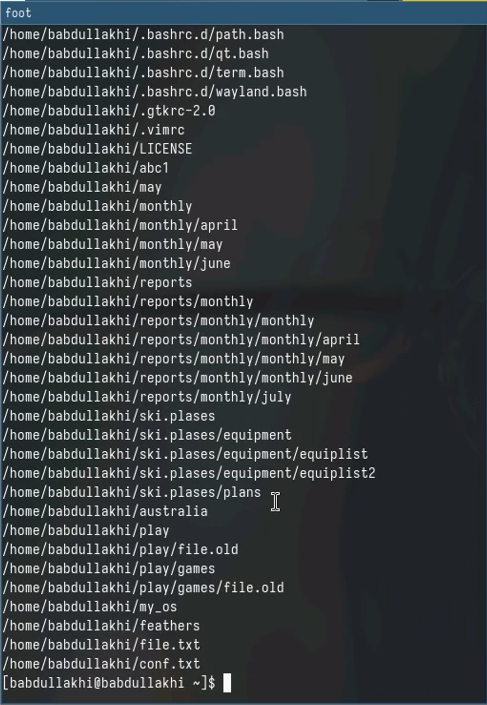 foot
/home/babdullakhi/.bashrc.d/path.bash
/home/babdullakhi/.bashrc.d/qt.bash
/home/babdullakhi/.bashrc.d/term.bash
/home/babdullakhi/.bashrc.d/wayland.bash
/home/babdullakhi/.gtkrc-2.0
/home/babdullakhi/.vimrc
/home/babdullakhi/LICENSE
/home/babdullakhi/abc1
/home/babdullakhi/may
/home/babdullakhi/monthly
/home/babdullakhi/monthly/april
/home/babdullakhi/monthly/may
/home/babdullakhi/monthly/june
/home/babdullakhi/reports
/home/babdullakhi/reports/monthly
/home/babdullakhi/reports/monthly/monthly
/home/babdullakhi/reports/monthly/monthly/april
/home/babdullakhi/reports/monthly/monthly/may
/home/babdullakhi/reports/monthly/monthly/june
/home/babdullakhi/reports/monthly/july
/home/babdullakhi/ski.plases
/home/babdullakhi/ski.plases/equipment
/home/babdullakhi/ski.plases/equipment/equiplist
/home/babdullakhi/ski.plases/equipment/equiplist2
/home/babdullakhi/ski.plases/plans
/home/babdullakhi/australia
/home/babdullakhi/play
/home/babdullakhi/play/file.old
/home/babdullakhi/play/games
/home/babdullakhi/play/games/file.old
/home/babdullakhi/my_os
/home/babdullakhi/feathers
/home/babdullakhi/file.txt
/home/babdullakhi/conf.txt
[babdullakhi@babdullakhi ~]$